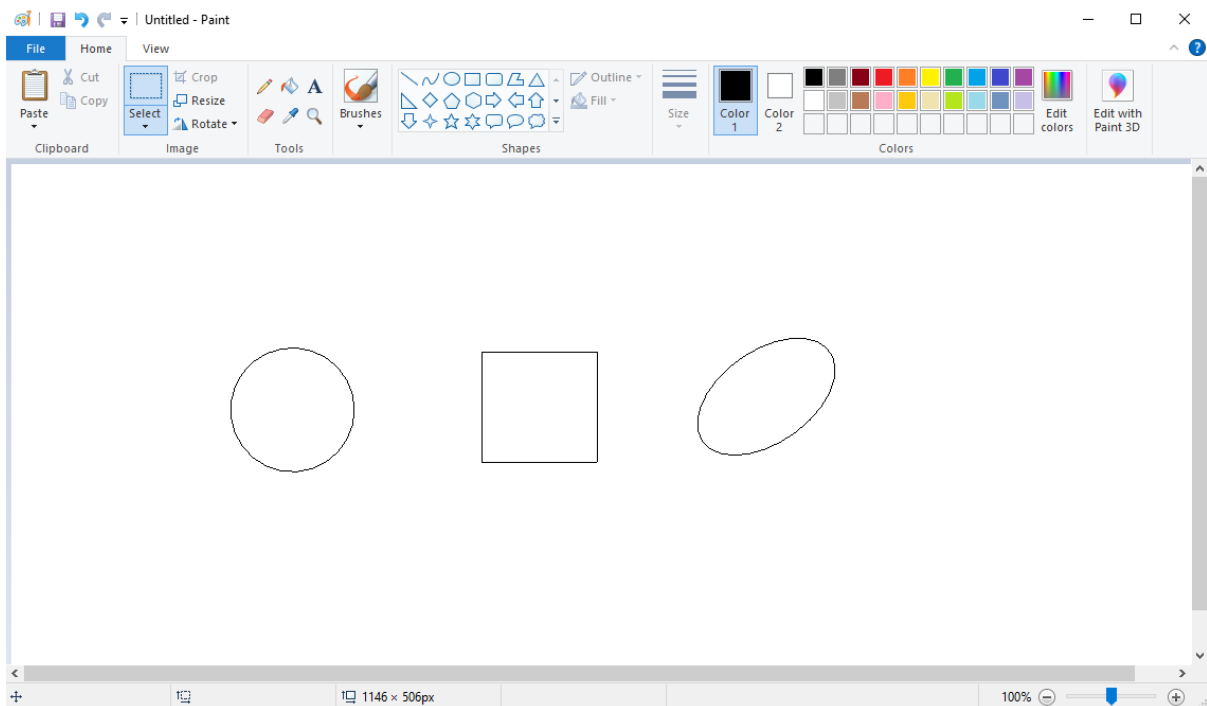 Untitled - Paint
File Home View
Paste
Cut
Copy
Clipboard
Select
Crop
Resize
Rotate
Image
A
Tools
Brushes
Outline
Fill
Shapes
Size
Color 1
Color 2
Edit colors
Colors
Edit with Paint 3D
1146 × 506px
100%